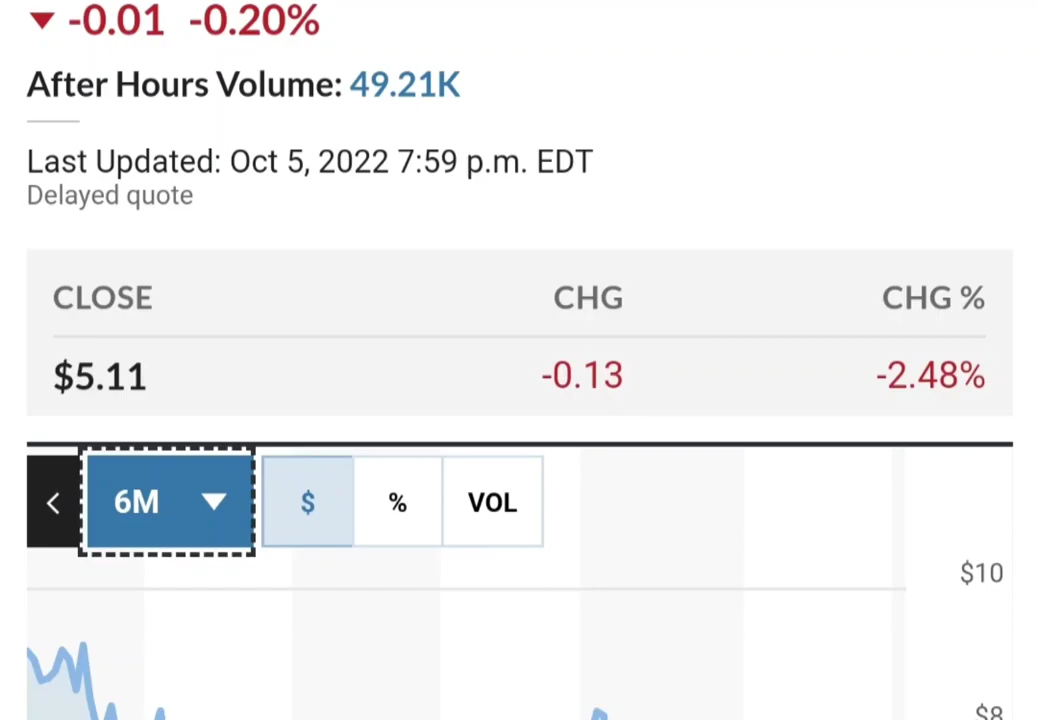 -0.01 -0.20%
After Hours Volume: 49.21K
Last Updated: Oct 5, 2022 7:59 p.m. EDT
Delayed quote
CLOSE CHG CHG %
$5.11 -0.13 -2.48%
6M $ % VOL
$10
$8